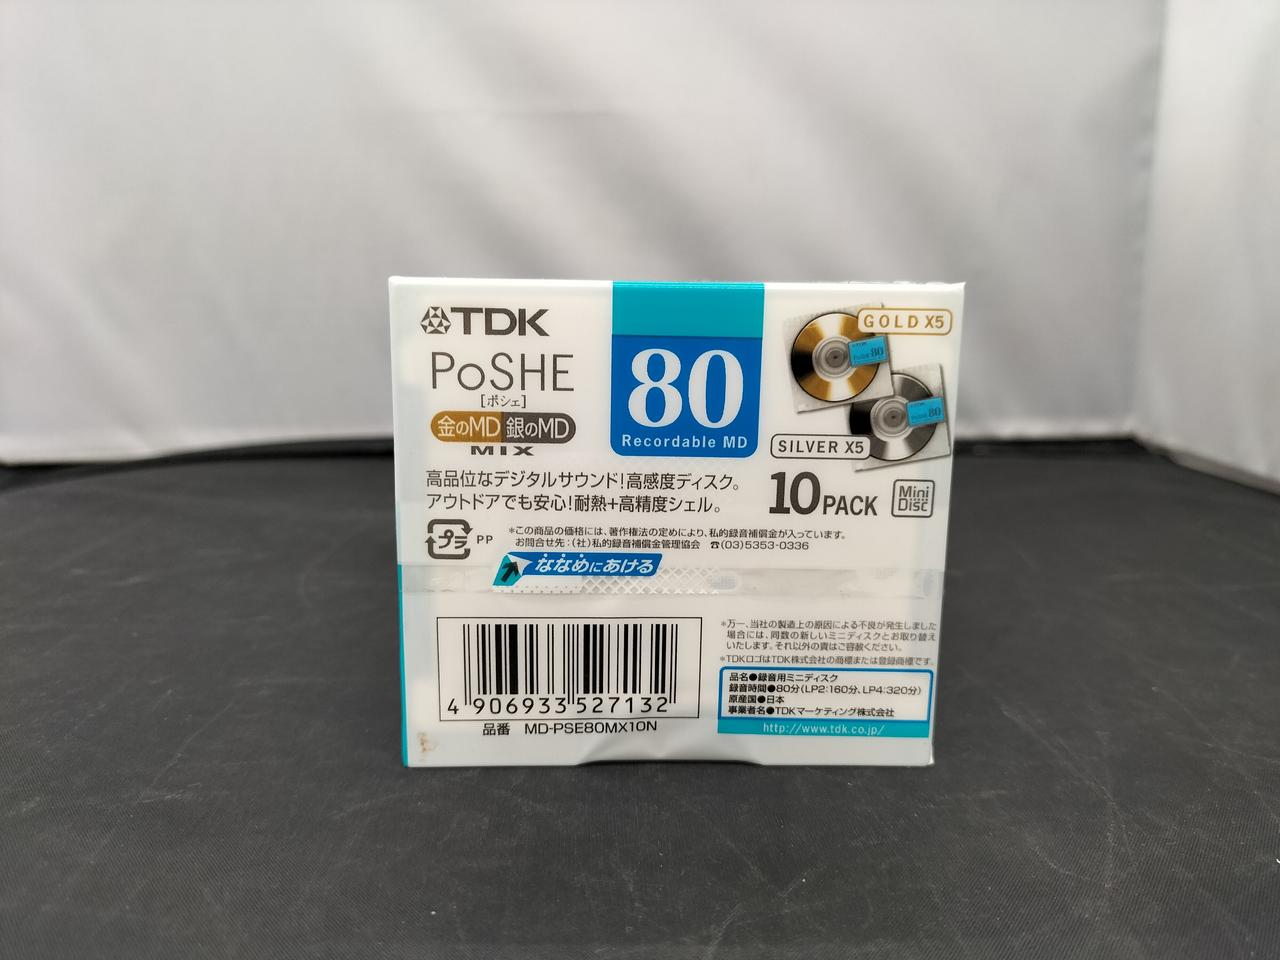 TDK
PoSHE
[ポシェ]
金のMD 銀のMD
MIX
80
Recordable MD
GOLD X5
SILVER X5
高品位なデジタルサウンド!高感度ディスク。
アウトドアでも安心!耐熱+高精度シェル。
10PACK
Mini
Disc
プラ PP
*この商品の価格には、著作権法の定めにより、私的録音補償金が入っています。
お問合せ先:(社)私的録音補償金管理協会 ☎(03)5353-0336
ななめにあける
4 906933 527132
品番 MD-PSE80MX10N
*万一、当社の製造上の原因による不良が発生しました
場合には、同数の新しいミニディスクとお取り替え
いたします。それ以外の責はご容赦ください。
*TDKロゴはTDK株式会社の商標または登録商標です。
品名●録音用ミニディスク
録音時間●80分(LP2:160分、LP4:320分)
原産国●日本
事業者名●TDKマーケティング株式会社
http://www.tdk.co.jp/